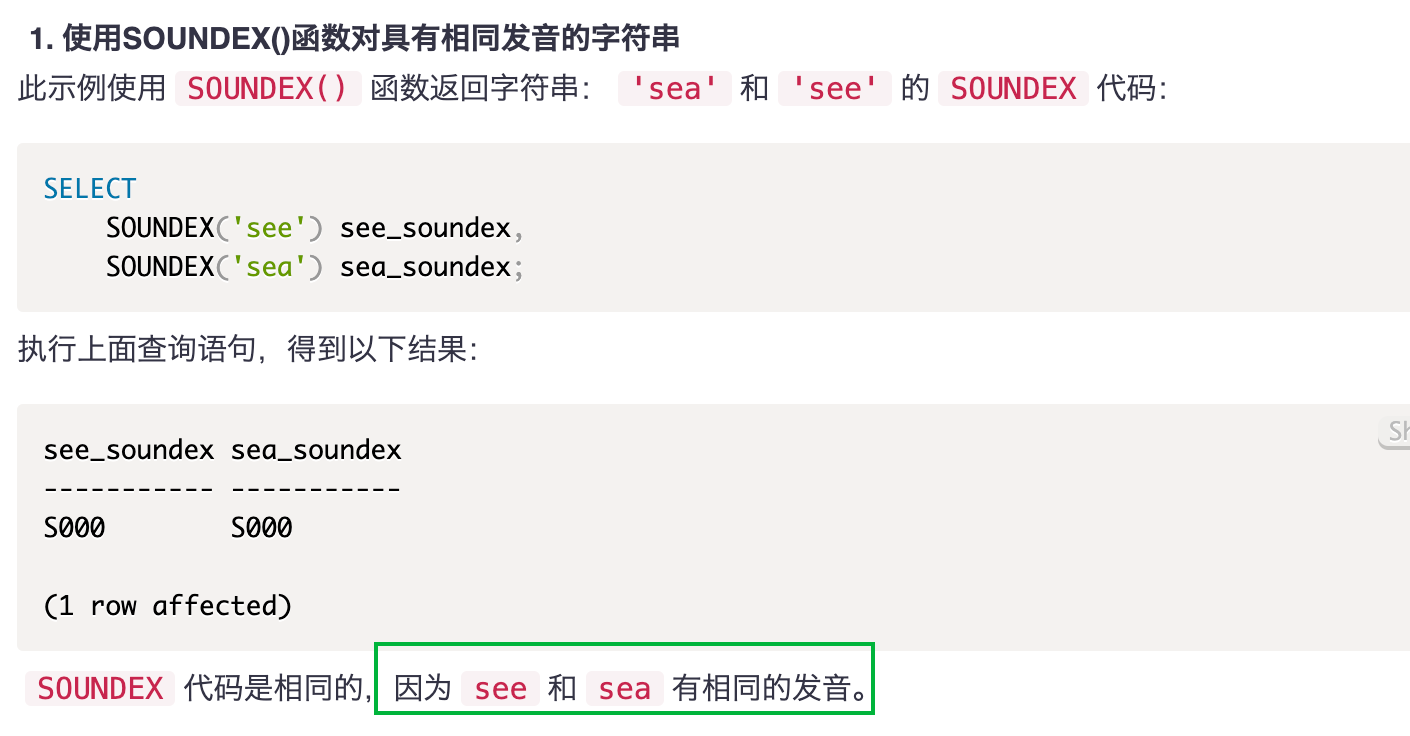 1. 使用SOUNDEX()函数对具有相同发音的字符串
此示例使用 SOUNDEX() 函数返回字符串： 'sea' 和 'see' 的 SOUNDEX 代码：
SELECT
    SOUNDEX('see') see_soundex,
    SOUNDEX('sea') sea_soundex;
执行上面查询语句，得到以下结果：
see_soundex sea_soundex
----------- -----------
S000        S000
(1 row affected)
SOUNDEX 代码是相同的，因为 see 和 sea 有相同的发音。